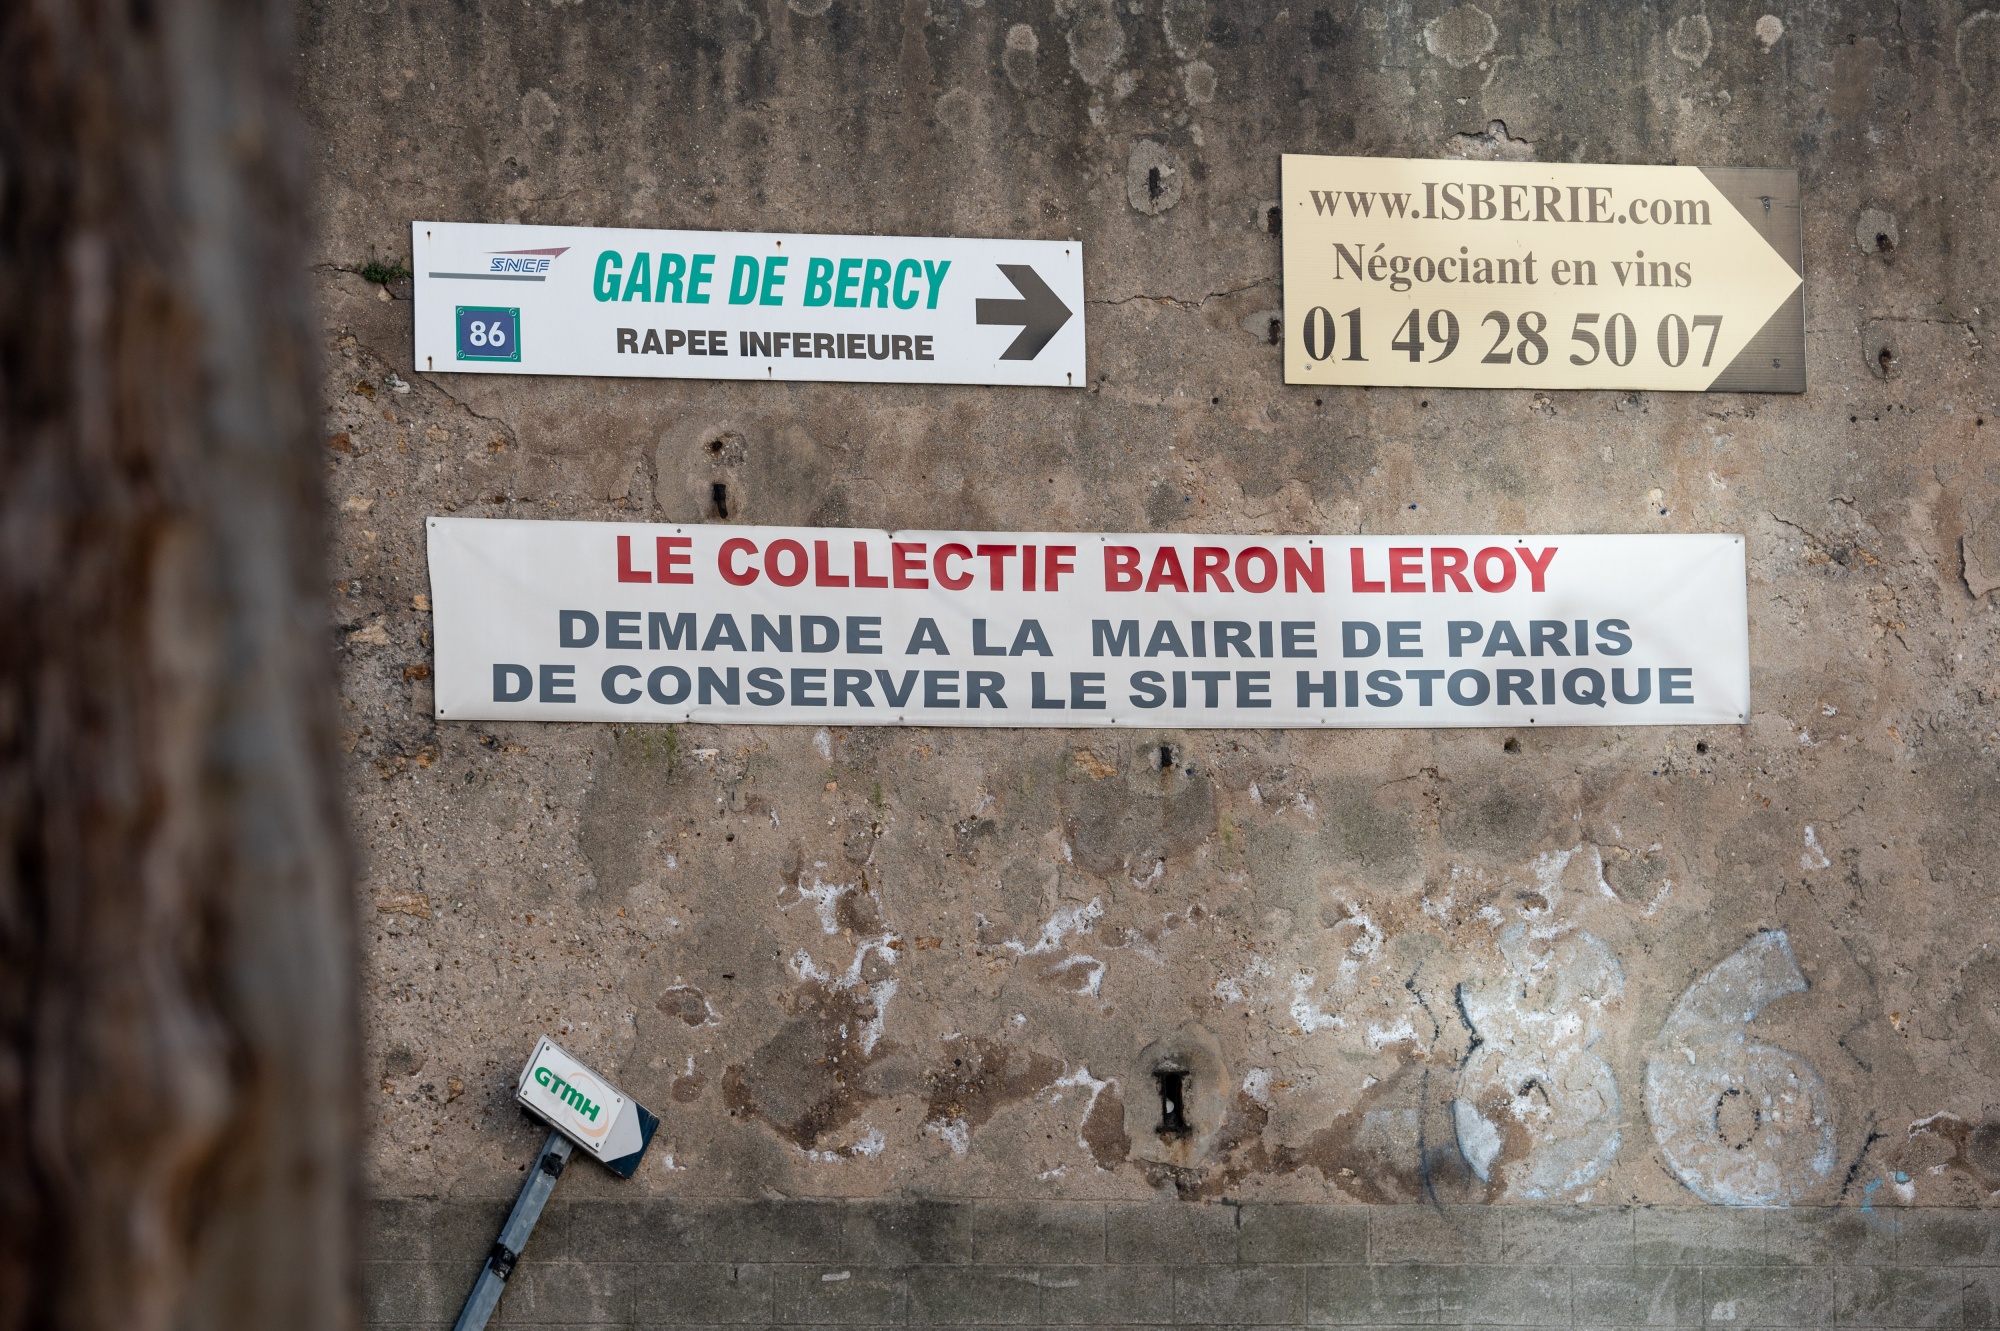 SNCF
GARE DE BERCY
86
RAPEE INFERIEURE
www.ISBERIE.com
Négociant en vins
01 49 28 50 07
LE COLLECTIF BARON LEROY
DEMANDE A LA MAIRIE DE PARIS
DE CONSERVER LE SITE HISTORIQUE
86
GTMH